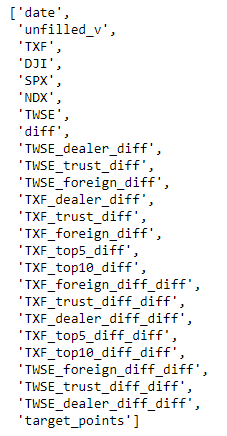 ['date',
'unfilled_v',
'TXF',
'DJI',
'SPX',
'NDX',
'TWSE',
'diff',
'TWSE_dealer_diff',
'TWSE_trust_diff',
'TWSE_foreign_diff',
'TXF_dealer_diff',
'TXF_trust_diff',
'TXF_foreign_diff',
'TXF_top5_diff',
'TXF_top10_diff',
'TXF_foreign_diff_diff',
'TXF_trust_diff_diff',
'TXF_dealer_diff_diff',
'TXF_top5_diff_diff',
'TXF_top10_diff_diff',
'TWSE_foreign_diff_diff',
'TWSE_trust_diff_diff',
'TWSE_dealer_diff_diff',
'target_points']